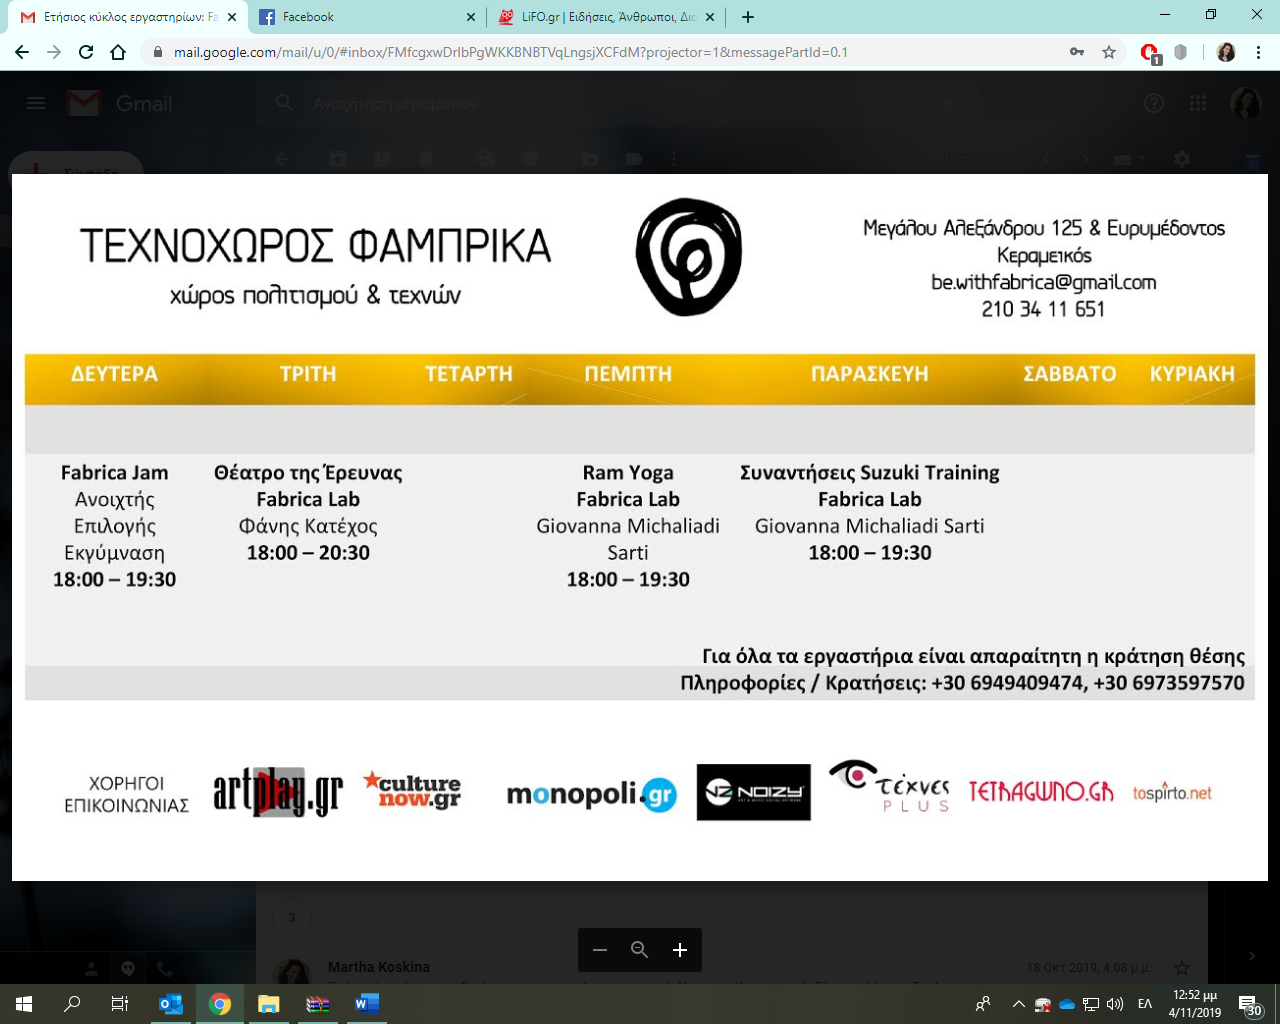 Ετήσιος κύκλος εργαστηρίων: Fa
Facebook
LiFO.gr | Ειδήσεις, Άνθρωποι, Δια
mail.google.com/mail/u/0/#inbox/FMfcgxwDrlbPgWKKBNBTVqLngsjXCFdM?projector=1&messagePartId=0.1
1
Gmail
Αναζήτηση μηνυμάτων
ΤΕΧΝΟΧΩΡΟΣ ΦΑΜΠΡΙΚΑ
χώρος πολιτισμού & τεχνών
Μεγάλου Αλεξάνδρου 125 & Ευρυμέδοντος
Κεραμεικός
be.withfabrica@gmail.com
210 34 11 651
ΔΕΥΤΕΡΑ ΤΡΙΤΗ ΤΕΤΑΡΤΗ ΠΕΜΠΤΗ ΠΑΡΑΣΚΕΥΗ ΣΑΒΒΑΤΟ ΚΥΡΙΑΚΗ
Fabrica Jam
Ανοιχτής
Επιλογής
Εκγύμναση
18:00 – 19:30
Θέατρο της Έρευνας
Fabrica Lab
Φάνης Κατέχος
18:00 – 20:30
Ram Yoga
Fabrica Lab
Giovanna Michaliadi
Sarti
18:00 – 19:30
Συναντήσεις Suzuki Training
Fabrica Lab
Giovanna Michaliadi Sarti
18:00 – 19:30
Για όλα τα εργαστήρια είναι απαραίτητη η κράτηση θέσης
Πληροφορίες / Κρατήσεις: +30 6949409474, +30 6973597570
ΧΟΡΗΓΟΙ
ΕΠΙΚΟΙΝΩΝΙΑΣ
artplay.gr
culture
now.gr
monopoli.gr
NOIZY
τέχνες
PLUS
TETRAGWNO.GR
tospirto.net
3
Martha Koskina
18 Οκτ 2019, 4:08 μ.μ.
ΕΛ
12:52 μμ
4/11/2019
30